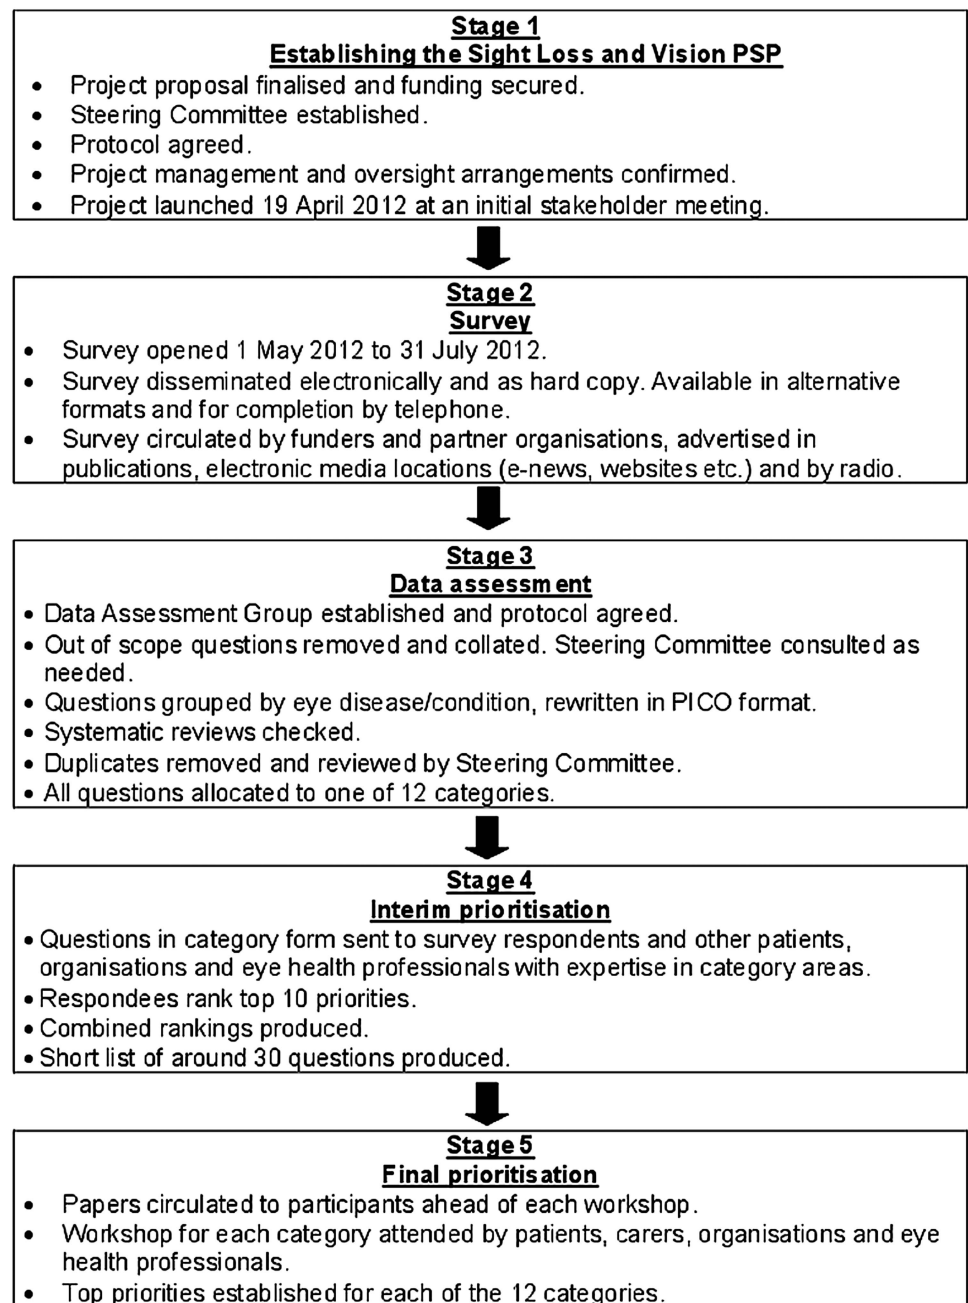 Stage 1
Establishing the Sight Loss and Vision PSP
• Project proposal finalised and funding secured.
• Steering Committee established.
• Protocol agreed.
• Project management and oversight arrangements confirmed.
• Project launched 19 April 2012 at an initial stakeholder meeting.
Stage 2
Survey
• Survey opened 1 May 2012 to 31 July 2012.
• Survey disseminated electronically and as hard copy. Available in alternative
formats and for completion by telephone.
• Survey circulated by funders and partner organisations, advertised in
publications, electronic media locations (e-news, websites etc.) and by radio.
Stage 3
Data assessment
• Data Assessment Group established and protocol agreed.
• Out of scope questions removed and collated. Steering Committee consulted as
needed.
• Questions grouped by eye disease/condition, rewritten in PICO format.
• Systematic reviews checked.
• Duplicates removed and reviewed by Steering Committee.
• All questions allocated to one of 12 categories.
Stage 4
Interim prioritisation
• Questions in category form sent to survey respondents and other patients,
organisations and eye health professionals with expertise in category areas.
• Respondees rank top 10 priorities.
• Combined rankings produced.
• Short list of around 30 questions produced.
Stage 5
Final prioritisation
• Papers circulated to participants ahead of each workshop.
• Workshop for each category attended by patients, carers, organisations and eye
health professionals.
• Top priorities established for each of the 12 categories.